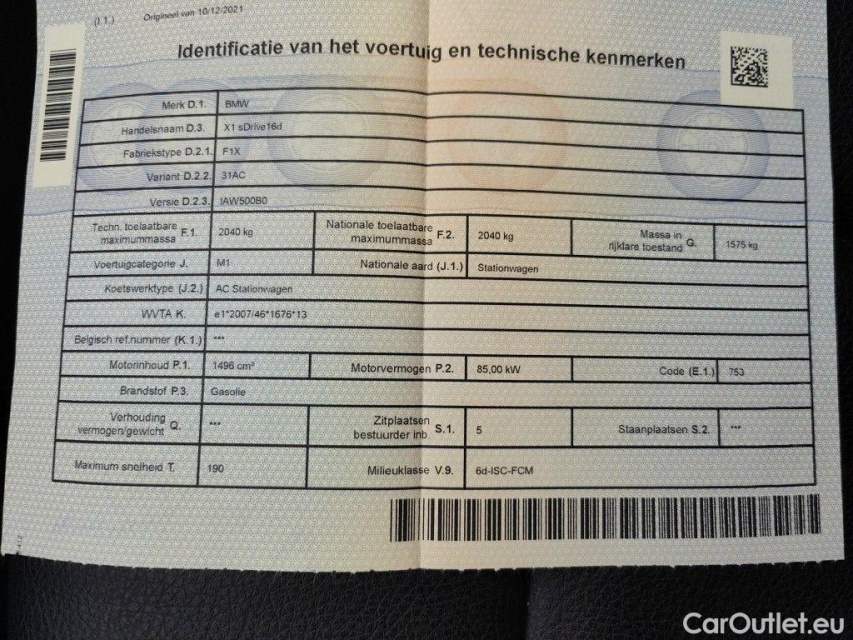 (I.1.) Origineel van 10/12/2021
Identificatie van het voertuig en technische kenmerken
Merk D.1. BMW
Handelsnaam D.3. X1 sDrive16d
Fabriekstype D.2.1. F1X
Variant D.2.2. 31AC
Versie D.2.3. IAW500B0
Techn. toelaatbare maximummassa F.1. 2040 kg Nationale toelaatbare maximummassa F.2. 2040 kg Massa in rijklare toestand G. 1575 kg
Voertuigcategorie J. M1 Nationale aard (J.1.) Stationwagen
Koetswerktype (J.2.) AC Stationwagen
WVTA K. e1*2007/46*1676*13
Belgisch ref.nummer (K.1.) ***
Motorinhoud P.1. 1496 cm³ Motorvermogen P.2. 85,00 kW Code (E.1.) 753
Brandstof P.3. Gasolie
Verhouding vermogen/gewicht Q. *** Zitplaatsen bestuurder inb. S.1. 5 Staanplaatsen S.2. ***
Maximum snelheid T. 190 Milieuklasse V.9. 6d-ISC-FCM
CarOutlet.eu